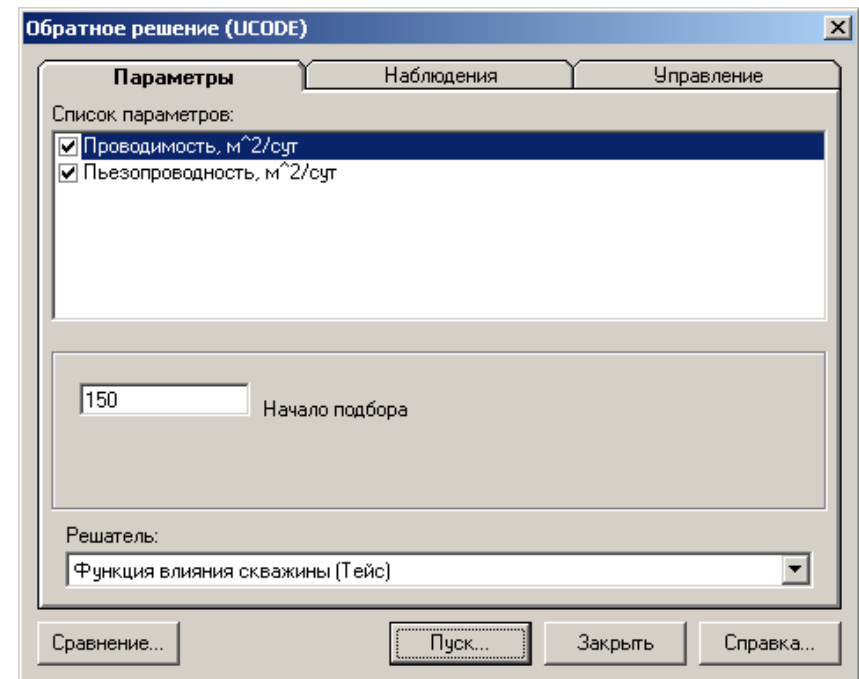 Обратное решение (UCODE)
Параметры Наблюдения Управление
Список параметров:
Проводимость, м^2/сут
Пьезопроводность, м^2/сут
150 Начало подбора
Решатель:
Функция влияния скважины (Тейс)
Сравнение... Пуск... Закрыть Справка...